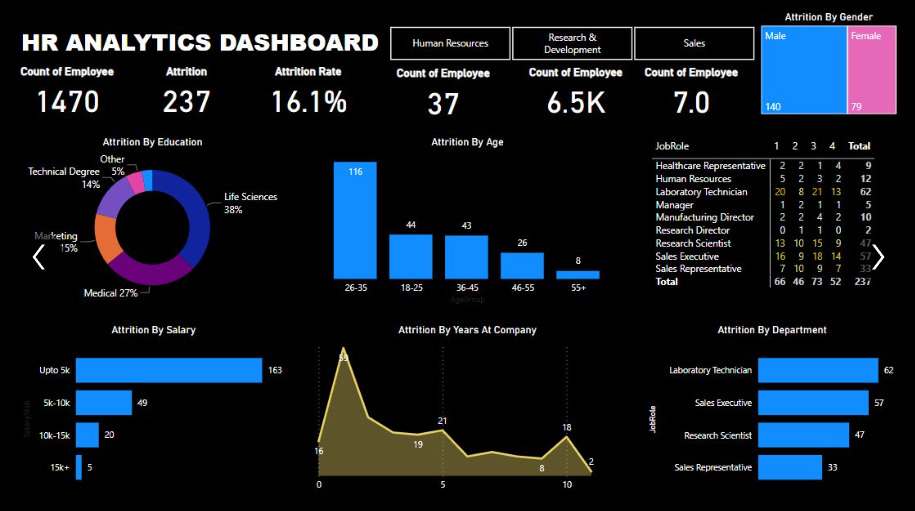 HR ANALYTICS DASHBOARD
Human Resources
Research &
Development
Sales
Attrition By Gender
Male
Female
140
79
Count of Employee
Attrition
Attrition Rate
Count of Employee
Count of Employee
Count of Employee
1470
237
16.1%
37
6.5K
7.0
Attrition By Education
Other
5%
Technical Degree
14%
Life Sciences
38%
Marketing
15%
Medical 27%
Attrition By Age
116
44
43
26
8
26-35 18-25 36-45 46-55 55+
AgeGroup
JobRole 1 2 3 4 Total
Healthcare Representative 2 2 1 4 9
Human Resources 5 2 3 2 12
Laboratory Technician 20 8 21 13 62
Manager 1 2 1 1 5
Manufacturing Director 2 2 4 2 10
Research Director 0 1 1 0 2
Research Scientist 13 10 15 9 47
Sales Executive 16 9 18 14 57
Sales Representative 7 10 9 7 33
Total 66 46 73 52 237
Attrition By Salary
Upto 5k 163
5k-10k 49
10k-15k 20
15k+ 5
Attrition By Years At Company
59
16
19
21
8
18
2
0 5 10
Attrition By Department
JobRole
Laboratory Technician 62
Sales Executive 57
Research Scientist 47
Sales Representative 33